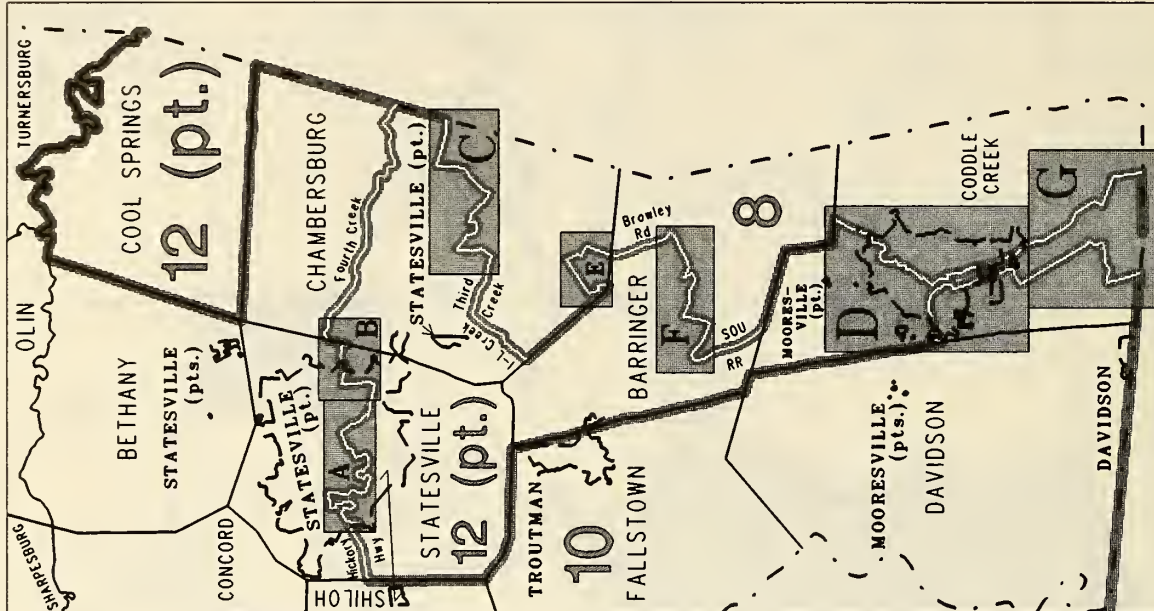 TURNERSBURG
COOL SPRINGS
12 (pt.)
OLIN
BETHANY
STATESVILLE
(pts.)
SHARPESBURG
CHAMBERSBURG
Fourth Creek
STATESVILLE (pt.)
C
Third
Creek
I-L Creek
B
A
STATESVILLE
(pt.)
CONCORD
Hickory
Hwy
SHILOH
STATESVILLE
12 (pt.)
E
Browley
Rd
8
BARRINGER
F
SOU
RR
TROUTMAN
10
FALLSTOWN
MOORES-
VILLE
(pt.)
D
CODDLE
CREEK
G
MOORESVILLE
(pts.)
DAVIDSON
DAVIDSON